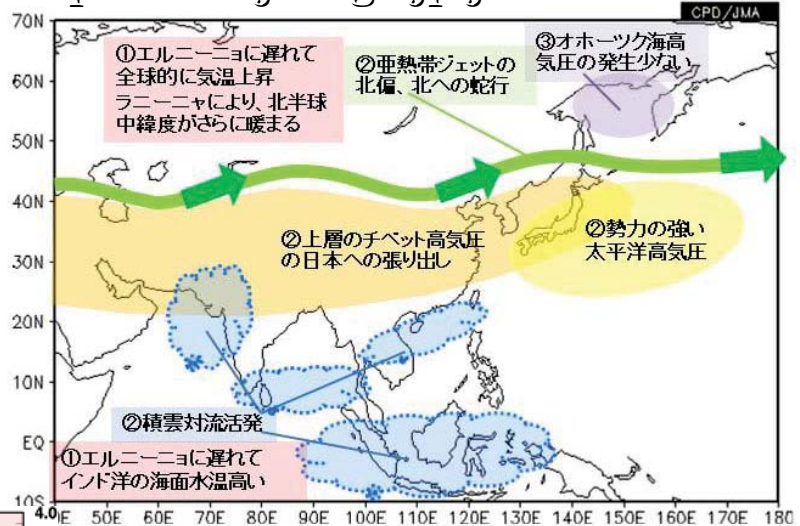 CPD/JMA
70N
60N
50N
40N
30N
20N
10N
EQ
10S
①エルニーニョに遅れて
全球的に気温上昇
ラニーニャにより、北半球
中緯度がさらに暖まる
②亜熱帯ジェットの
北偏、北への蛇行
③オホーツク海高
気圧の発生少ない
②上層のチベット高気圧
の日本への張り出し
②勢力の強い
太平洋高気圧
②積雲対流活発
①エルニーニョに遅れて
インド洋の海面水温高い
4.0
50E 60E 70E 80E 90E 100E 110E 120E 130E 140E 150E 160E 170E 180